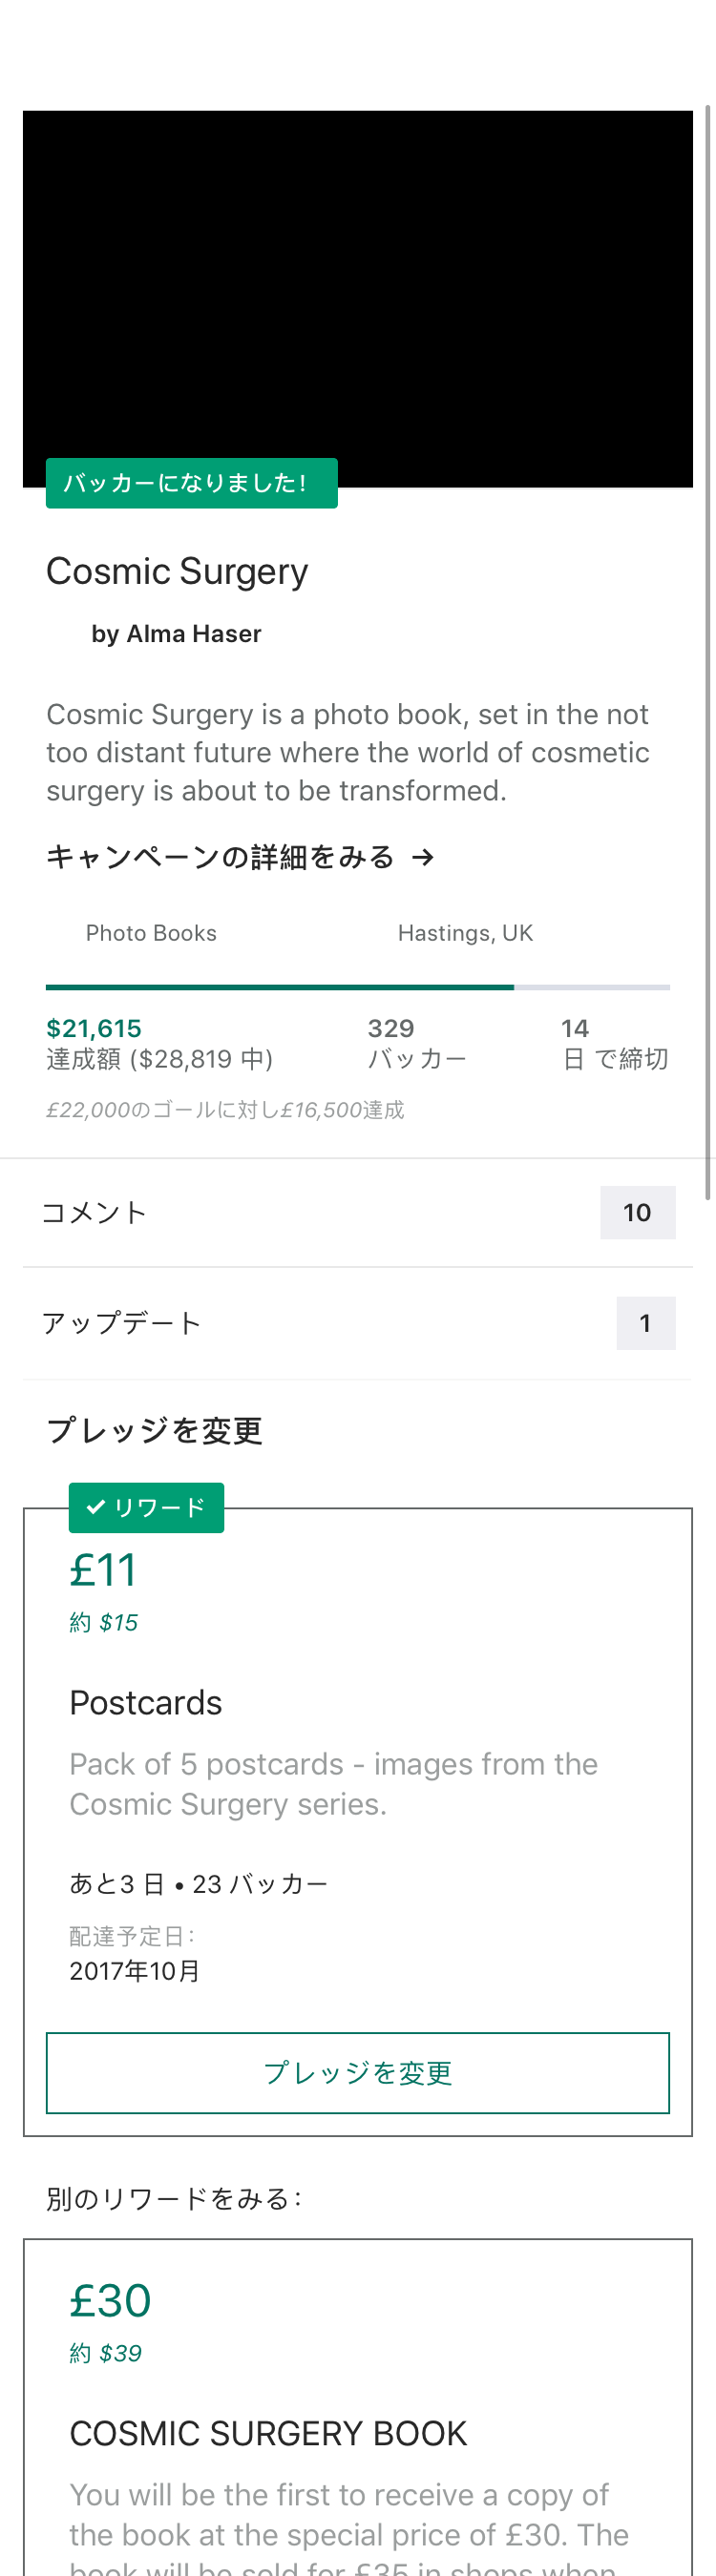 バッカーになりました!
Cosmic Surgery
by Alma Haser
Cosmic Surgery is a photo book, set in the not
too distant future where the world of cosmetic
surgery is about to be transformed.
キャンペーンの詳細をみる →
Photo Books Hastings, UK
$21,615 329 14
達成額 ($28,819 中) バッカー 日 で締切
£22,000のゴールに対し£16,500達成
コメント 10
アップデート 1
プレッジを変更
✓ リワード
£11
約 $15
Postcards
Pack of 5 postcards - images from the
Cosmic Surgery series.
あと3 日 • 23 バッカー
配達予定日:
2017年10月
プレッジを変更
別のリワードをみる:
£30
約 $39
COSMIC SURGERY BOOK
You will be the first to receive a copy of
the book at the special price of £30. The
book will be sold for £35 in shops when